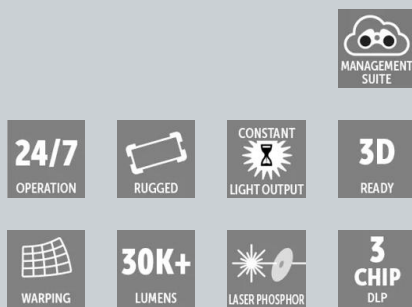 MANAGEMENT
SUITE
24/7
OPERATION
RUGGED
CONSTANT
LIGHT OUTPUT
3D
READY
WARPING
30K+
LUMENS
LASER PHOSPHOR
3
CHIP
DLP